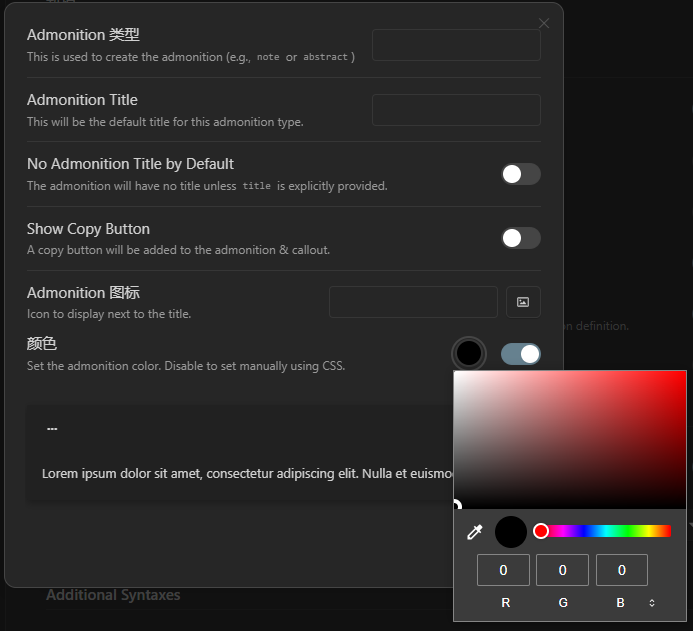 Admonition 类型
This is used to create the admonition (e.g., note or abstract )
Admonition Title
This will be the default title for this admonition type.
No Admonition Title by Default
The admonition will have no title unless title is explicitly provided.
Show Copy Button
A copy button will be added to the admonition & callout.
Admonition 图标
Icon to display next to the title.
n definition.
颜色
Set the admonition color. Disable to set manually using CSS.
...
Lorem ipsum dolor sit amet, consectetur adipiscing elit. Nulla et euismo
0 0 0
R G B
Additional Syntaxes